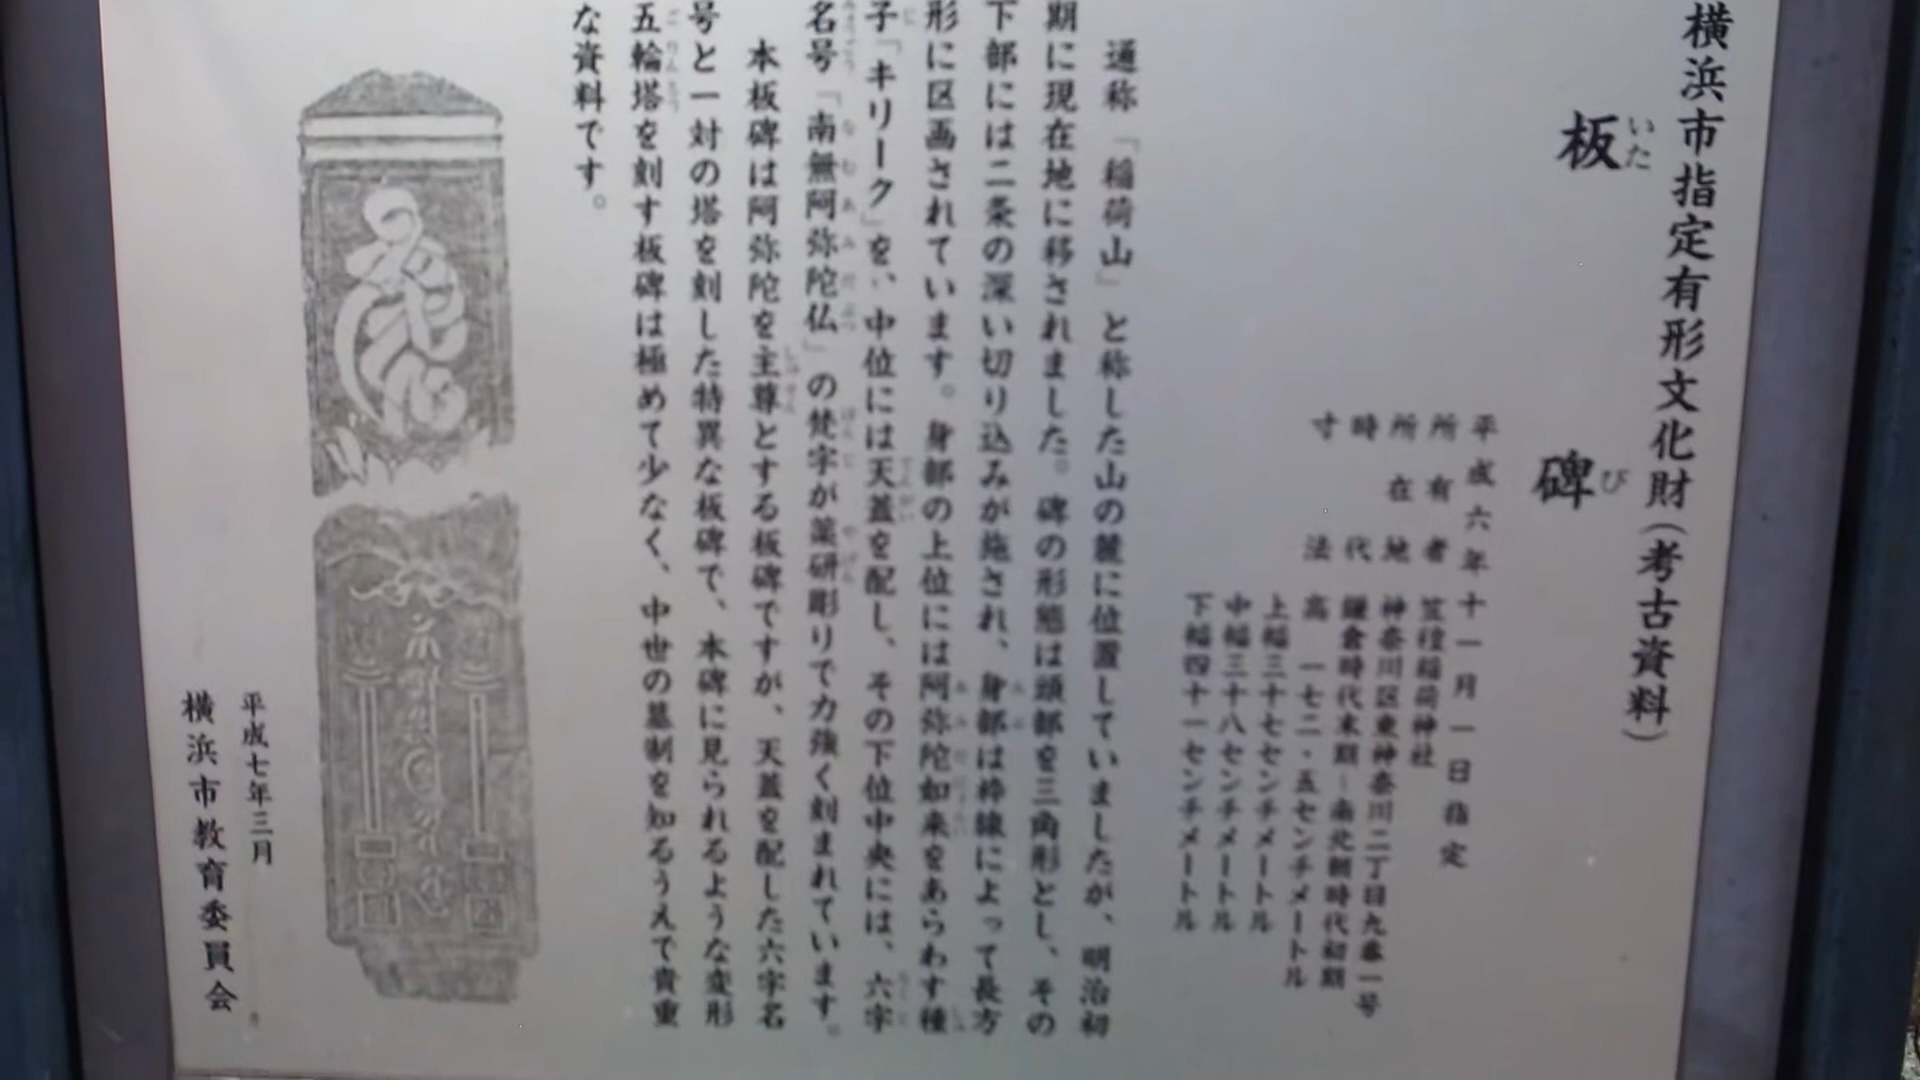 横浜市指定有形文化財（考古資料）
板碑
いたび
平成六年十一月一日指定
所有者 笠䅣稲荷神社
所在地 神奈川区東神奈川二丁目九番一号
時代 鎌倉時代末期～南北朝時代初期
寸法 高 一七二・五センチメートル
上幅三十七センチメートル
中幅三十八センチメートル
下幅四十一センチメートル
通称「稲荷山」と称した山の麓に位置していましたが、明治初
期に現在地に移されました。碑の形態は頭部を三角形とし、その
下部には二条の深い切り込みが施され、身部は枠線によって長方
形に区画されています。身部の上位には阿弥陀如来をあらわす種
子「キリーク」を、中位には天蓋を配し、その下位中央には、六字
名号「南無阿弥陀仏」の梵字が薬研彫りで力強く刻まれています。
本板碑は阿弥陀を主尊とする板碑ですが、天蓋を配した六字名
号と一対の塔を刻した特異な板碑で、本碑に見られるような変形
五輪塔を刻す板碑は極めて少なく、中世の墓制を知るうえで貴重
な資料です。
平成七年三月
横浜市教育委員会